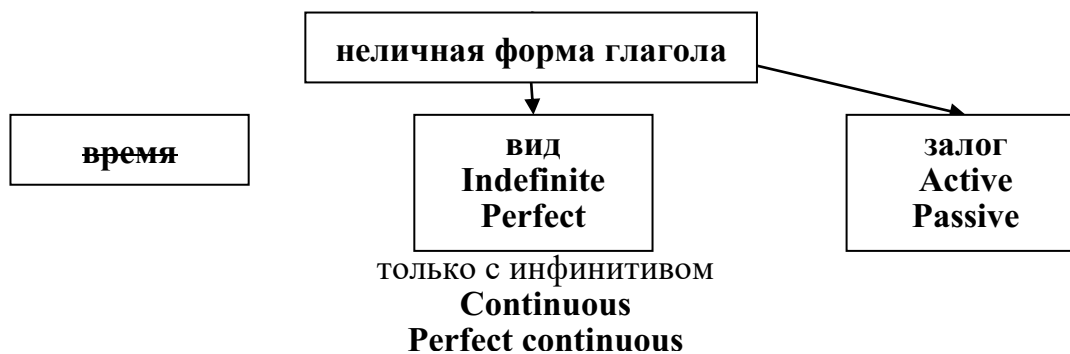 неличная форма глагола
время
вид
Indefinite
Perfect
залог
Active
Passive
только с инфинитивом
Continuous
Perfect continuous